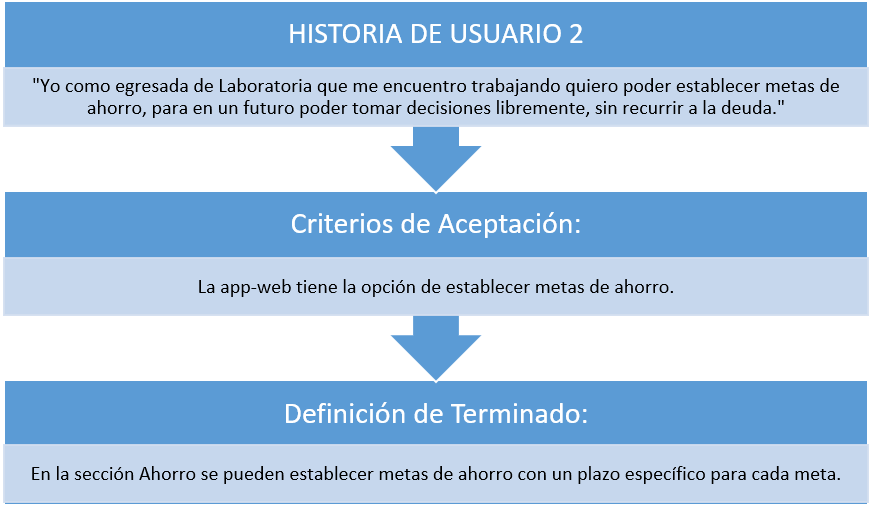 HISTORIA DE USUARIO 2
"Yo como egresada de Laboratoria que me encuentro trabajando quiero poder establecer metas de
ahorro, para en un futuro poder tomar decisiones libremente, sin recurrir a la deuda."
Criterios de Aceptación:
La app-web tiene la opción de establecer metas de ahorro.
Definición de Terminado:
En la sección Ahorro se pueden establecer metas de ahorro con un plazo específico para cada meta.